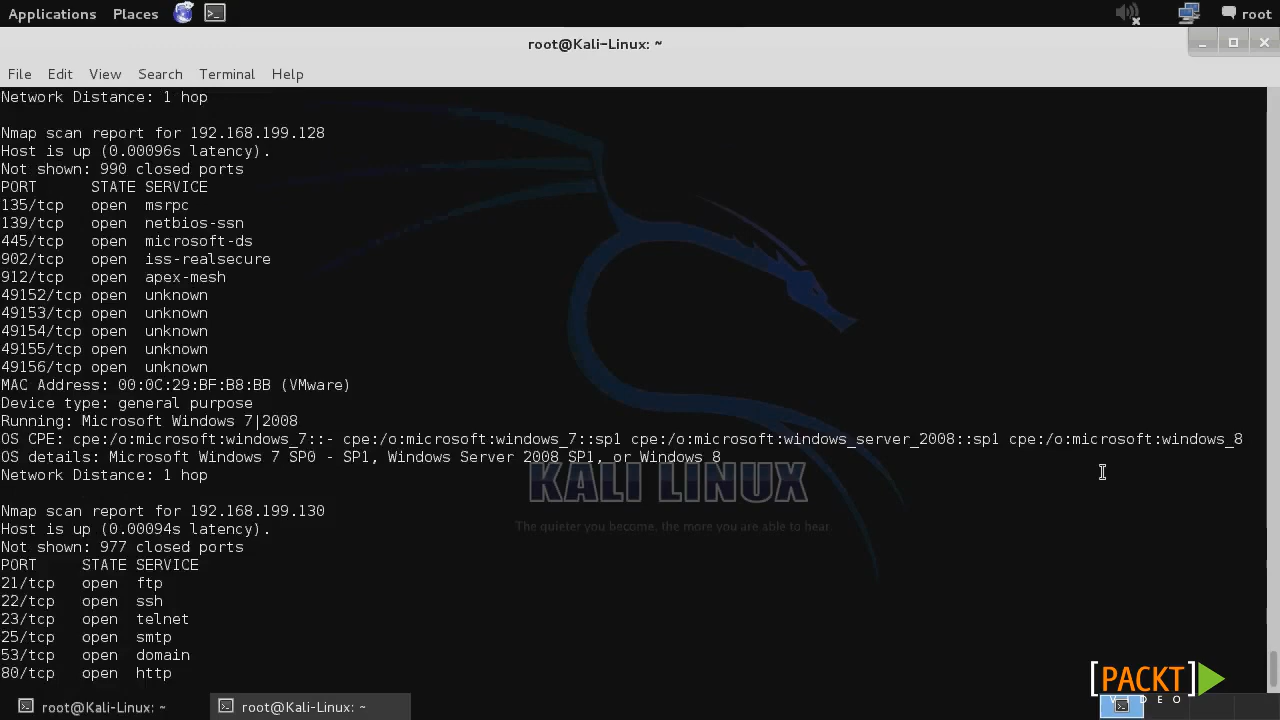 Applications Places root
root@Kali-Linux: ~
File Edit View Search Terminal Help
Network Distance: 1 hop
Nmap scan report for 192.168.199.128
Host is up (0.00096s latency).
Not shown: 990 closed ports
PORT STATE SERVICE
135/tcp open msrpc
139/tcp open netbios-ssn
445/tcp open microsoft-ds
902/tcp open iss-realsecure
912/tcp open apex-mesh
49152/tcp open unknown
49153/tcp open unknown
49154/tcp open unknown
49155/tcp open unknown
49156/tcp open unknown
MAC Address: 00:0C:29:BF:B8:BB (VMware)
Device type: general purpose
Running: Microsoft Windows 7|2008
OS CPE: cpe:/o:microsoft:windows_7::- cpe:/o:microsoft:windows_7::sp1 cpe:/o:microsoft:windows_server_2008::sp1 cpe:/o:microsoft:windows_8
OS details: Microsoft Windows 7 SP0 - SP1, Windows Server 2008 SP1, or Windows 8
Network Distance: 1 hop
KALI LINUX
The quieter you become, the more you are able to hear.
Nmap scan report for 192.168.199.130
Host is up (0.00094s latency).
Not shown: 977 closed ports
PORT STATE SERVICE
21/tcp open ftp
22/tcp open ssh
23/tcp open telnet
25/tcp open smtp
53/tcp open domain
80/tcp open http
[PACKT]
VIDEO
root@Kali-Linux: ~ root@Kali-Linux: ~